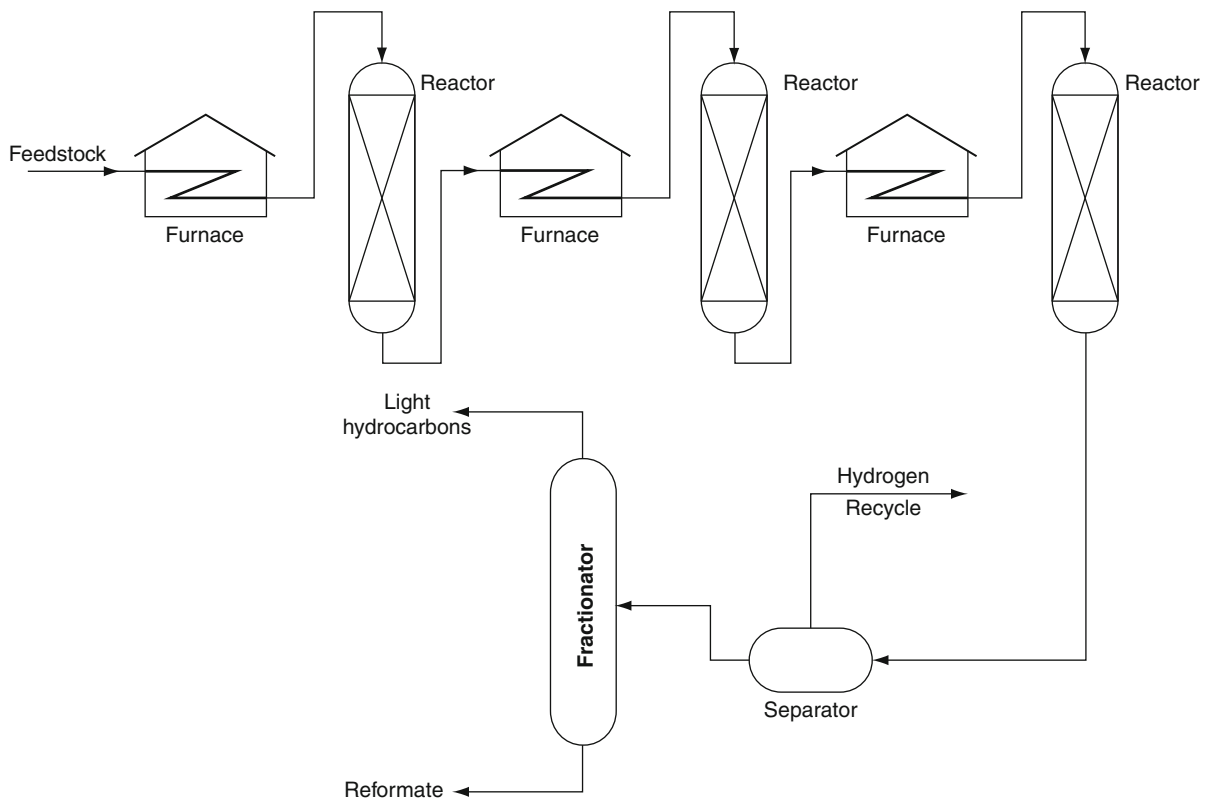 Reactor
Reactor
Reactor
Feedstock
Furnace
Furnace
Furnace
Light
hydrocarbons
Hydrogen
Recycle
Fractionator
Separator
Reformate